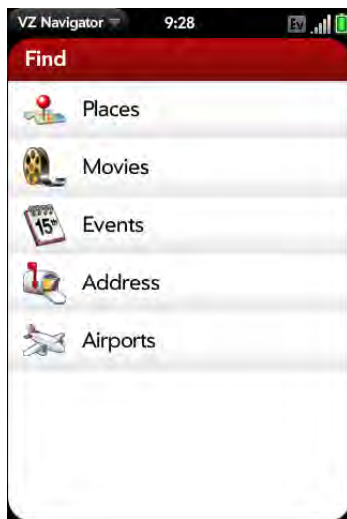 VZ Navigator 9:28 Ev
Find
Places
Movies
15th
Events
Address
Airports